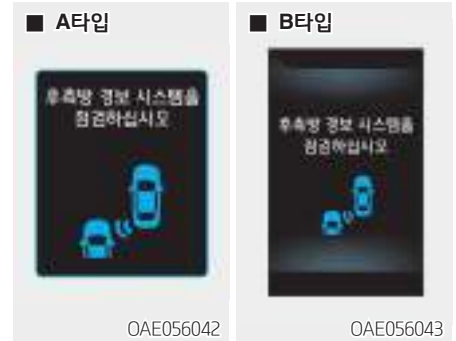 ■ A타입
후측방 경보 시스템을
점검하십시오
OAE056042
■ B타입
후측방 경보 시스템을
점검하십시오
OAE056043